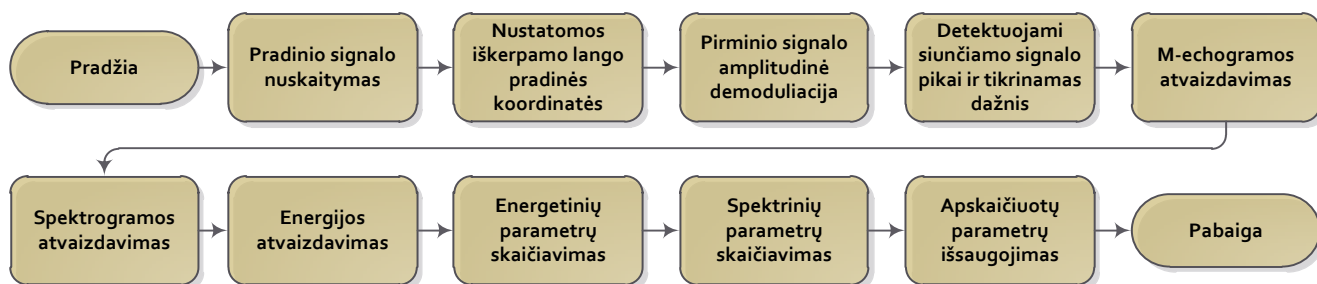 Pradžia
Pradinio signalo
nuskaitymas
Nustatomos
iškerpamo lango
pradinės
koordinatės
Pirminio signalo
amplitudinė
demoduliacija
Detektuojami
siunčiamo signalo
pikai ir tikrinamas
dažnis
M-echogramos
atvaizdavimas
Spektrogramos
atvaizdavimas
Energijos
atvaizdavimas
Energetinių
parametrų
skaičiavimas
Spektrinių
parametrų
skaičiavimas
Apskaičiuotų
parametrų
išsaugojimas
Pabaiga